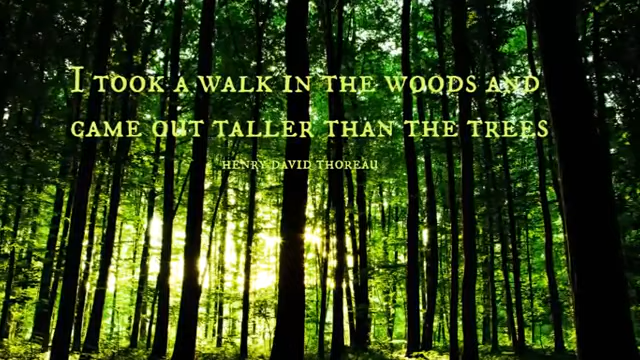 I TOOK A WALK IN THE WOODS AND
CAME OUT TALLER THAN THE TREES
HENRY DAVID THOREAU